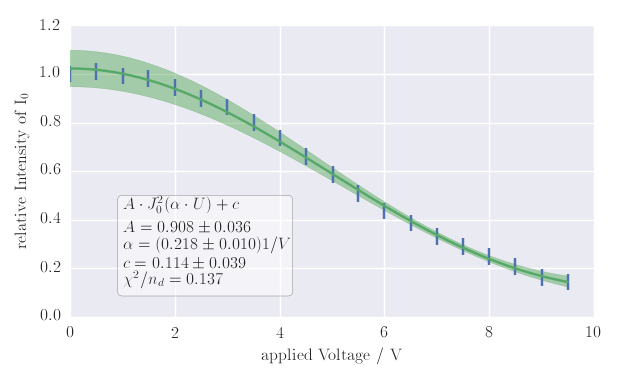 1.2
1.0
0.8
0.6
0.4
0.2
0.0
relative Intensity of I₀
A · J₀²(α · U) + c
A = 0.908 ± 0.036
α = (0.218 ± 0.010)1/V
c = 0.114 ± 0.039
χ²/n_d = 0.137
0 2 4 6 8 10
applied Voltage / V